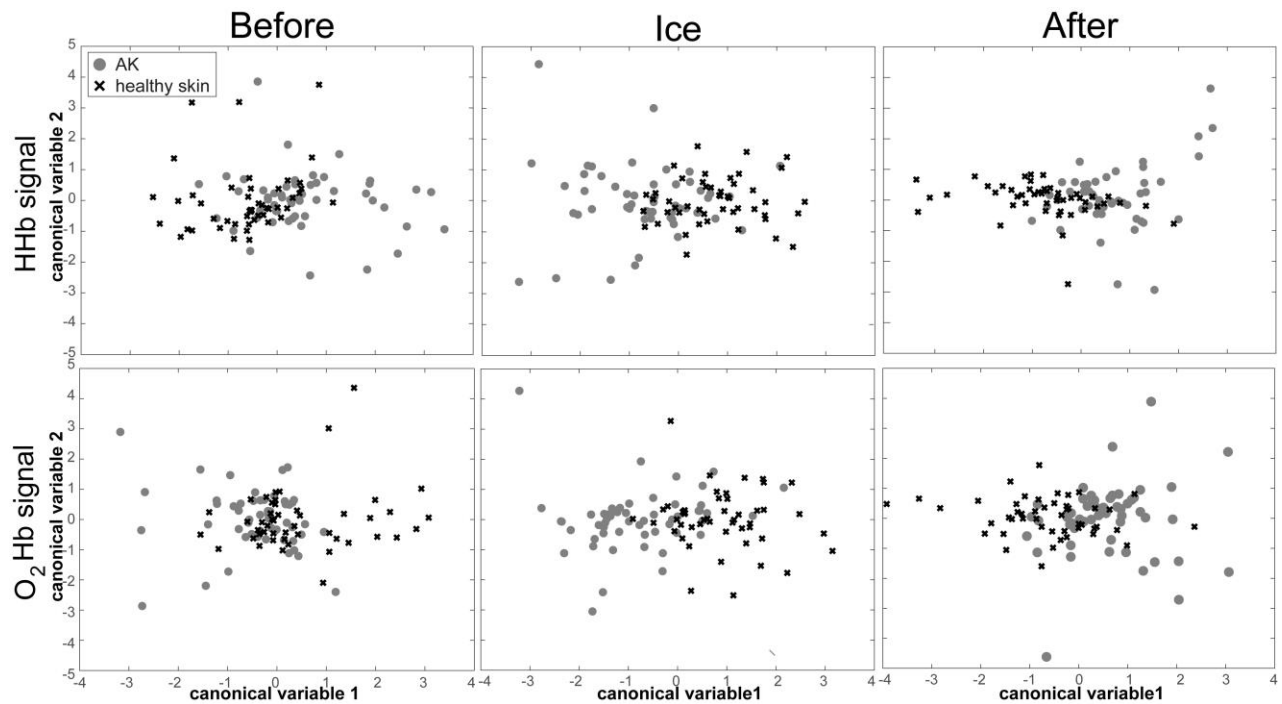 Before Ice After
HHb signal
canonical variable 2
5
4
3
2
1
0
-1
-2
-3
-4
-5
AK
healthy skin
O2Hb signal
canonical variable 2
5
4
3
2
1
0
-1
-2
-3
-4
-5
-4 -3 -2 -1 0 1 2 3 4
canonical variable 1
-3 -2 -1 0 1 2 3 4
canonical variable1
-4 -3 -2 -1 0 1 2 3 4
canonical variable1